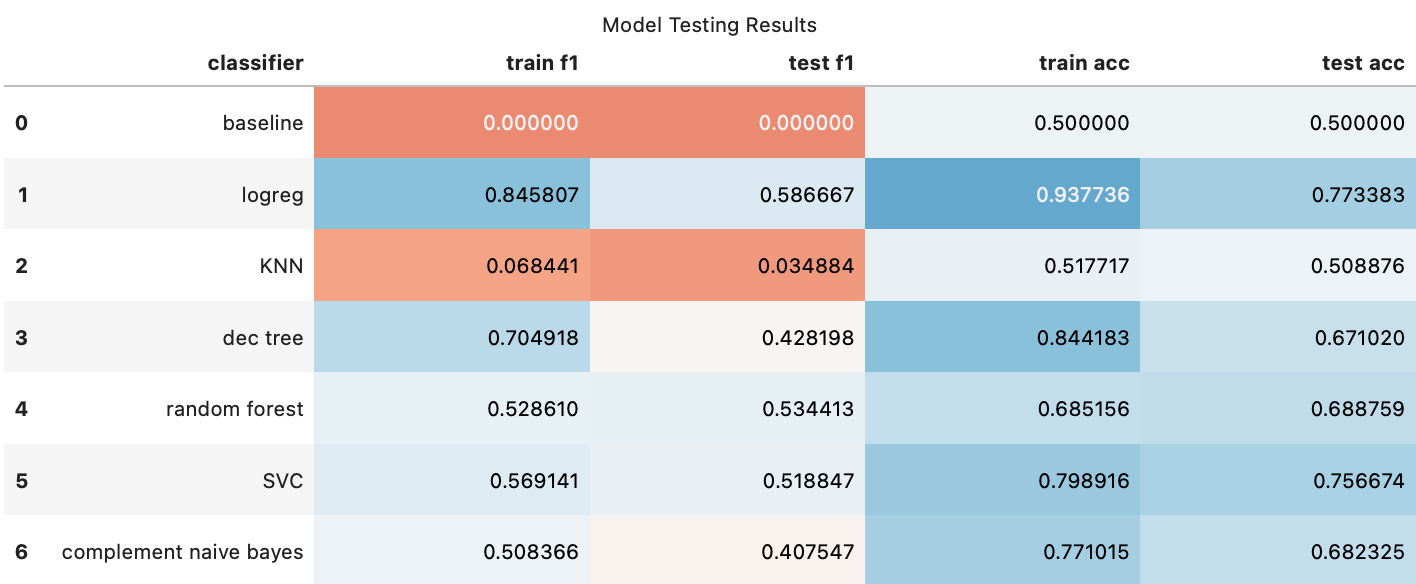 Model Testing Results
classifier train f1 test f1 train acc test acc
0 baseline 0.000000 0.000000 0.500000 0.500000
1 logreg 0.845807 0.586667 0.937736 0.773383
2 KNN 0.068441 0.034884 0.517717 0.508876
3 dec tree 0.704918 0.428198 0.844183 0.671020
4 random forest 0.528610 0.534413 0.685156 0.688759
5 SVC 0.569141 0.518847 0.798916 0.756674
6 complement naive bayes 0.508366 0.407547 0.771015 0.682325